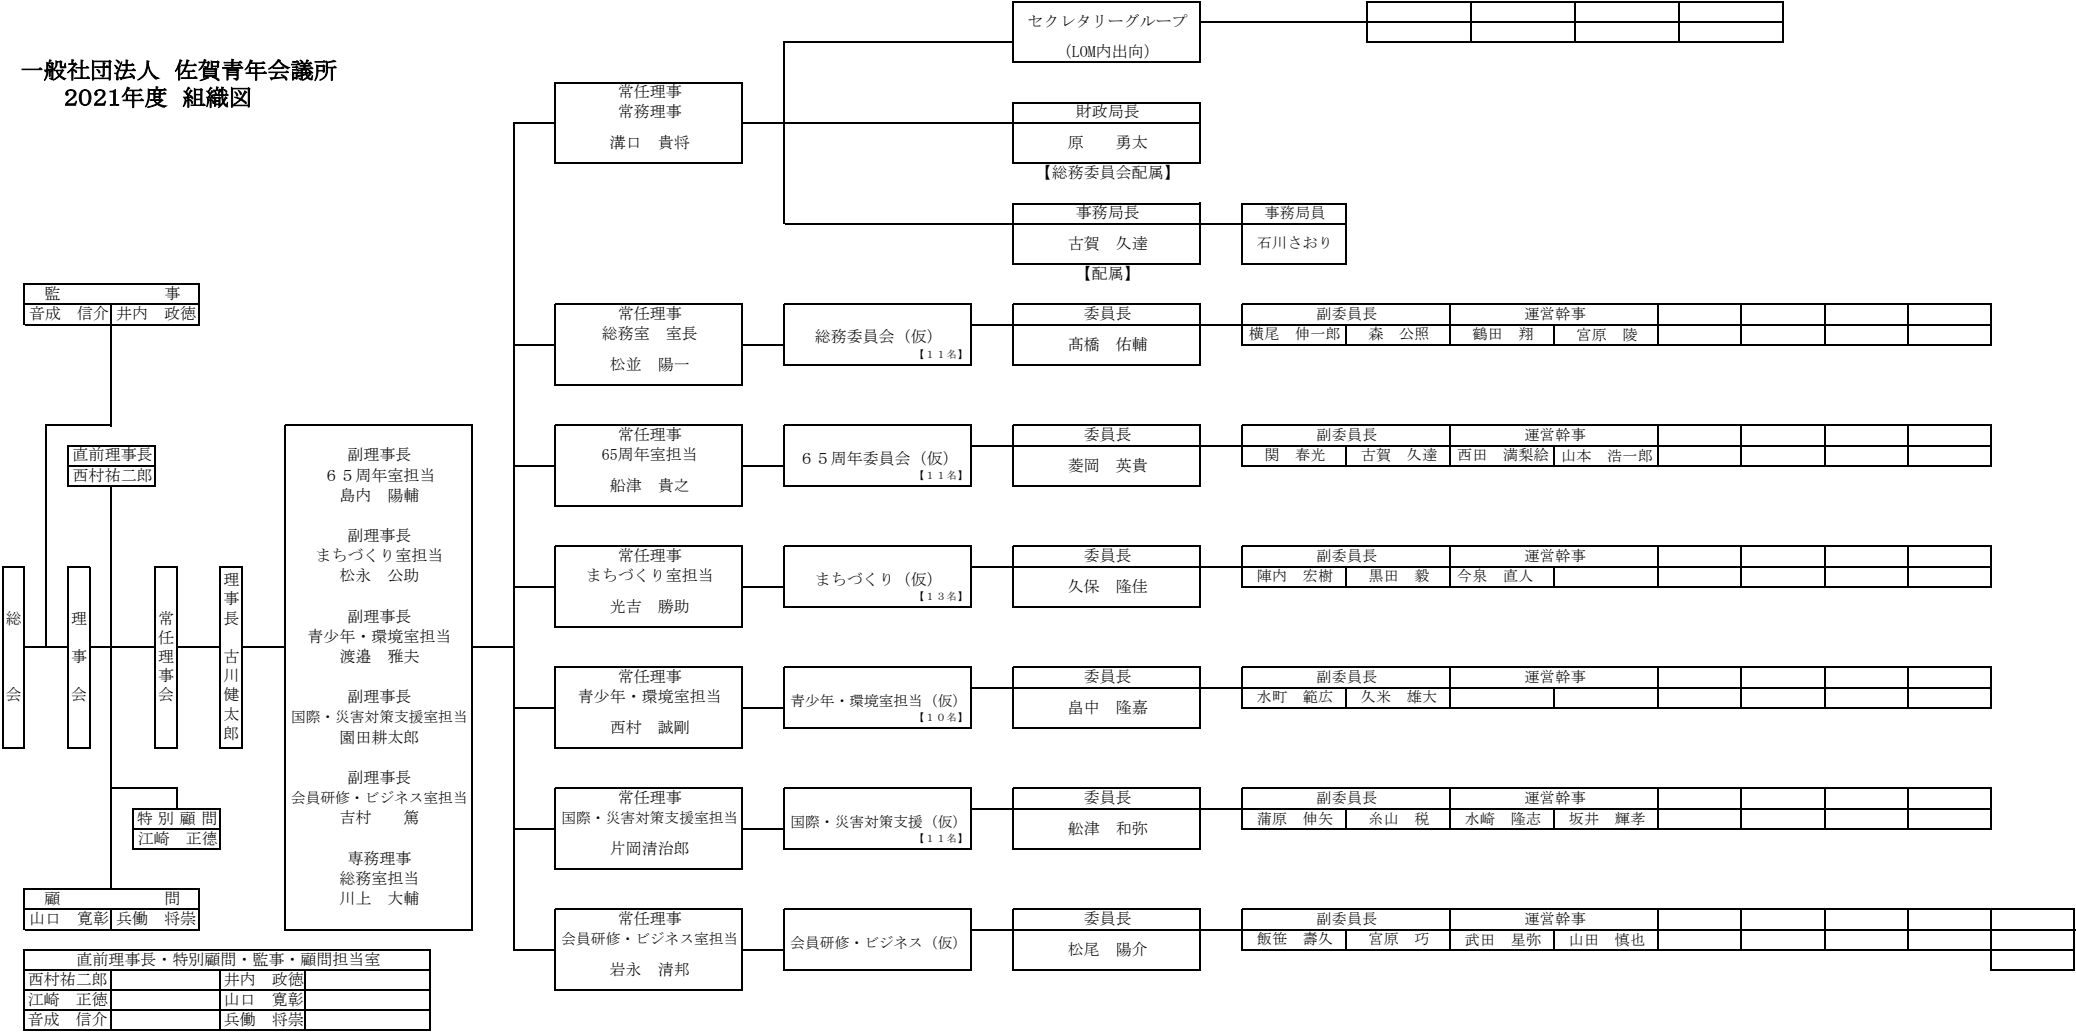 一般社団法人 佐賀青年会議所
2021年度 組織図
セクレタリーグループ
(LOM内出向)
常任理事
常務理事
溝口 貴将
財政局長
原 勇太
【総務委員会配属】
事務局長
古賀 久達
【配属】
事務局員
石川さおり
監 事
音成 信介 井内 政徳
直前理事長
西村祐二郎
総 会
理 事 会
常任理事会
理事長 古川健太郎
特 別 顧 問
江崎 正徳
顧 問
山口 寛彰 兵働 将崇
直前理事長・特別顧問・監事・顧問担当室
西村祐二郎 井内 政徳
江崎 正徳 山口 寛彰
音成 信介 兵働 将崇
副理事長
６５周年室担当
島内 陽輔
副理事長
まちづくり室担当
松永 公助
副理事長
青少年・環境室担当
渡邉 雅夫
副理事長
国際・災害対策支援室担当
園田耕太郎
副理事長
会員研修・ビジネス室担当
吉村 篤
専務理事
総務室担当
川上 大輔
常任理事
総務室 室長
松並 陽一
総務委員会（仮）
【１１名】
委員長
髙橋 佑輔
副委員長 運営幹事
横尾 伸一郎 森 公照 鶴田 翔 宮原 陵
常任理事
65周年室担当
船津 貴之
６５周年委員会（仮）
【１１名】
委員長
菱岡 英貴
副委員長 運営幹事
関 春光 古賀 久達 西田 満梨絵 山本 浩一郎
常任理事
まちづくり室担当
光吉 勝助
まちづくり（仮）
【１３名】
委員長
久保 隆佳
副委員長 運営幹事
陣内 宏樹 黒田 毅 今泉 直人
常任理事
青少年・環境室担当
西村 誠剛
青少年・環境室担当（仮）
【１０名】
委員長
畠中 隆嘉
副委員長 運営幹事
水町 範広 久米 雄大
常任理事
国際・災害対策支援室担当
片岡清治郎
国際・災害対策支援（仮）
【１１名】
委員長
舩津 和弥
副委員長 運営幹事
蒲原 伸矢 糸山 税 水崎 隆志 坂井 輝孝
常任理事
会員研修・ビジネス室担当
岩永 清邦
会員研修・ビジネス（仮）
委員長
松尾 陽介
副委員長 運営幹事
飯笹 壽久 宮原 巧 武田 星弥 山田 慎也